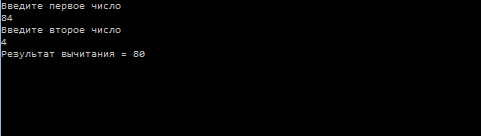 Введите первое число
84
Введите второе число
4
Результат вычитания = 80